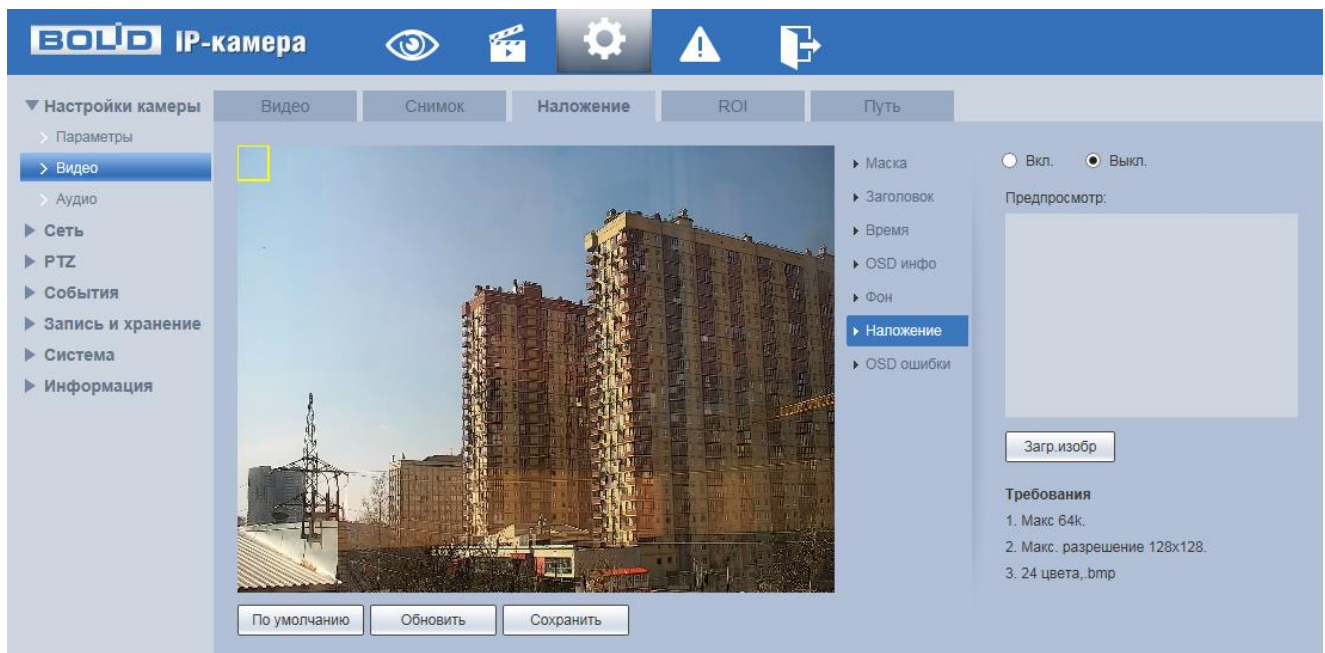 BOLID IP-камера
Настройки камеры
Параметры
Видео
Аудио
Сеть
PTZ
События
Запись и хранение
Система
Информация
Видео
Снимок
Наложение
ROI
Путь
Маска
Заголовок
Время
OSD инфо
Фон
Наложение
OSD ошибки
Вкл.
Выкл.
Предпросмотр:
Загр.изобр
Требования
1. Макс 64k.
2. Макс. разрешение 128x128.
3. 24 цвета,.bmp
По умолчанию
Обновить
Сохранить